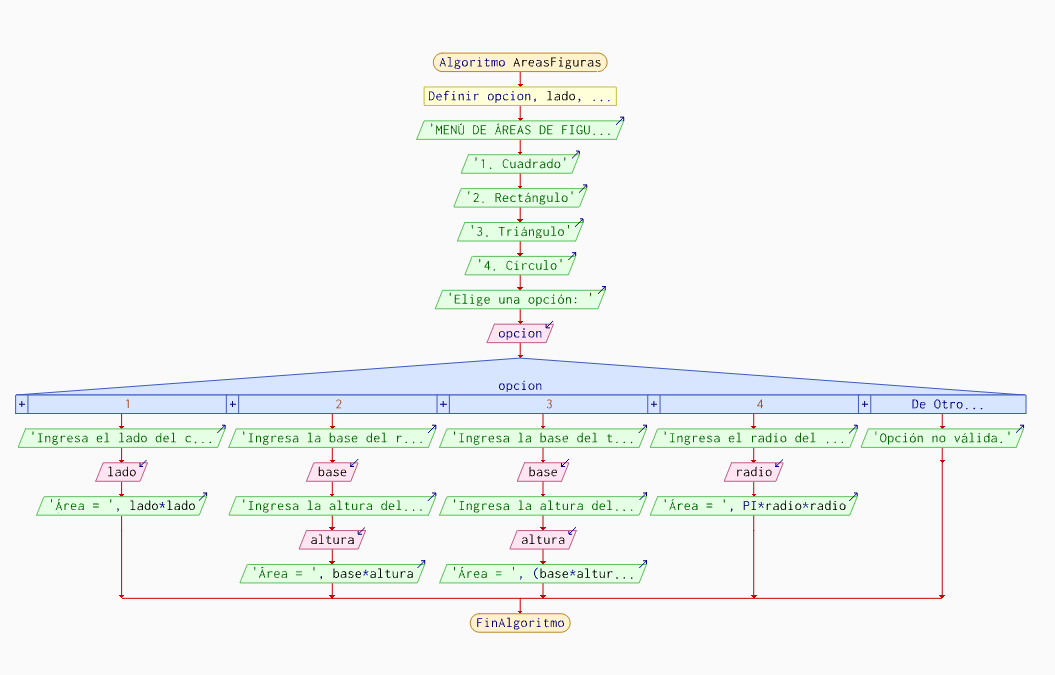 Algoritmo AreasFiguras
Definir opcion, lado, ...
'MENÚ DE ÁREAS DE FIGU...
'1. Cuadrado'
'2. Rectángulo'
'3. Triángulo'
'4. Círculo'
'Elige una opción: '
opcion
opcion
+ 1 + 2 + 3 + 4 + De Otro...
'Ingresa el lado del c... 'Ingresa la base del r... 'Ingresa la base del t... 'Ingresa el radio del ... 'Opción no válida.'
lado base base radio
'Área = ', lado*lado 'Ingresa la altura del... 'Ingresa la altura del... 'Área = ', PI*radio*radio
altura altura
'Área = ', base*altura 'Área = ', (base*altur...
FinAlgoritmo